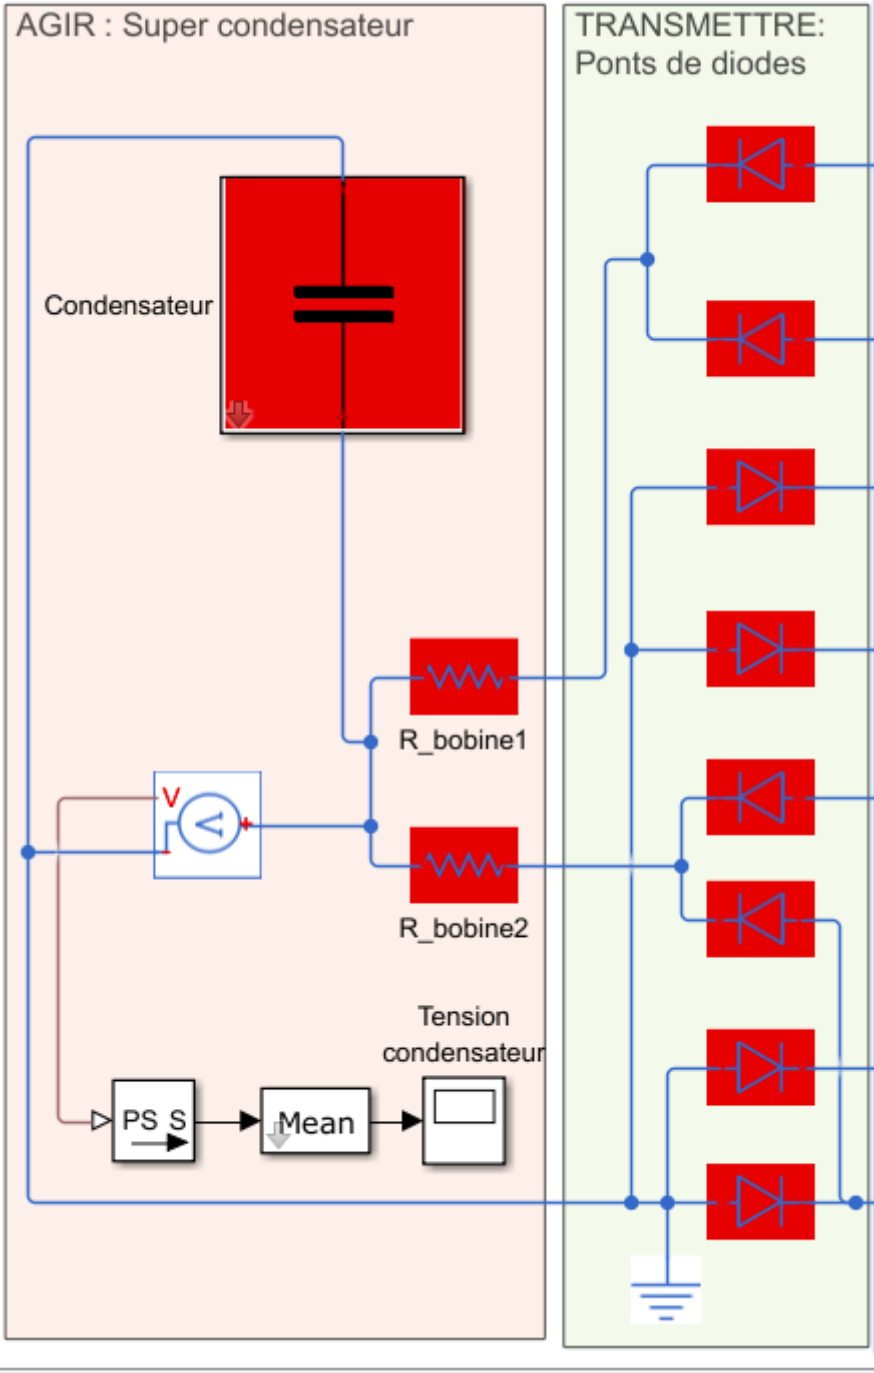 AGIR : Super condensateur
TRANSMETTRE:
Ponts de diodes
Condensateur
R_bobine1
V
V
+
-
R_bobine2
Tension
condensateur
PS S
Mean